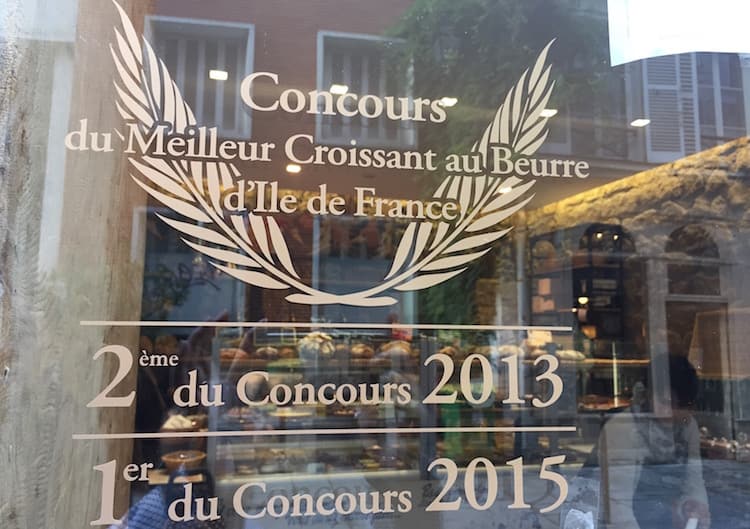 Concours
du Meilleur Croissant au Beurre
d'Ile de France
2ème du Concours 2013
1er du Concours 2015